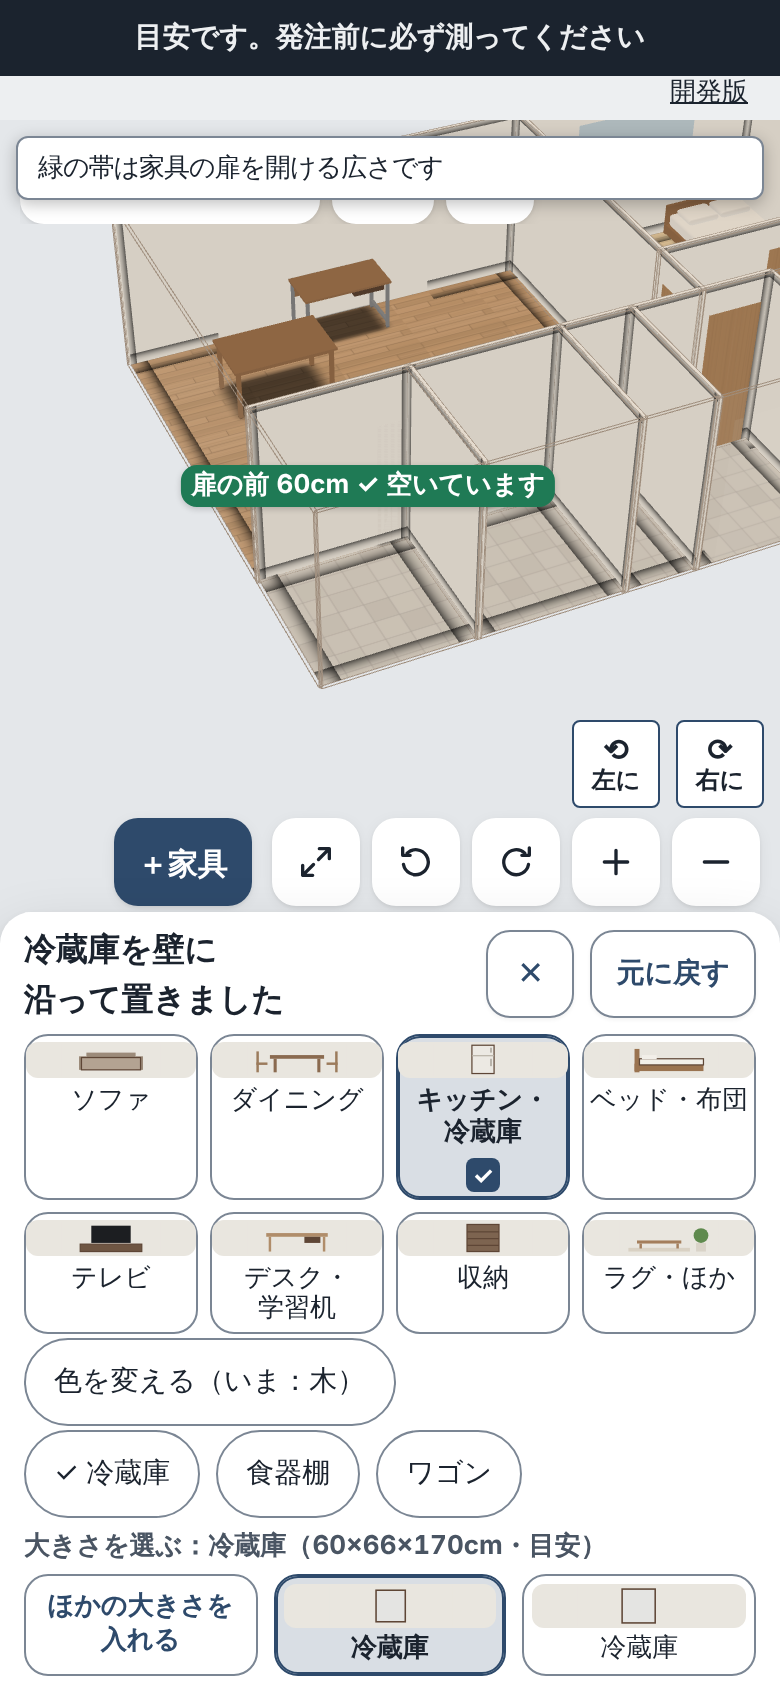 目安です。発注前に必ず測ってください
開発版
緑の帯は家具の扉を開ける広さです
扉の前 60cm ✓ 空いています
⟲
左に
⟳
右に
＋家具
冷蔵庫を壁に
沿って置きました
✕
元に戻す
ソファ
ダイニング
キッチン・
冷蔵庫
ベッド・布団
テレビ
デスク・
学習机
収納
ラグ・ほか
色を変える（いま：木）
✓ 冷蔵庫
食器棚
ワゴン
大きさを選ぶ：冷蔵庫（60×66×170cm・目安）
ほかの大きさを
入れる
冷蔵庫
冷蔵庫